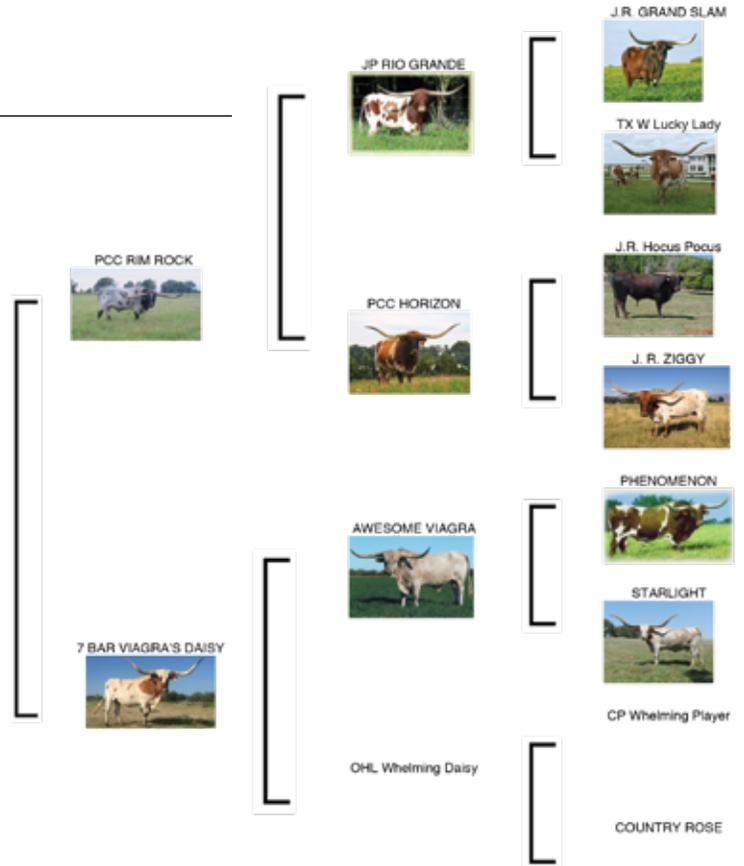 J.R. GRAND SLAM
JP RIO GRANDE
TX W Lucky Lady
PCC RIM ROCK
J.R. Hocus Pocus
PCC HORIZON
J. R. ZIGGY
PHENOMENON
AWESOME VIAGRA
STARLIGHT
7 BAR VIAGRA'S DAISY
CP Whelming Player
OHL Whelming Daisy
COUNTRY ROSE